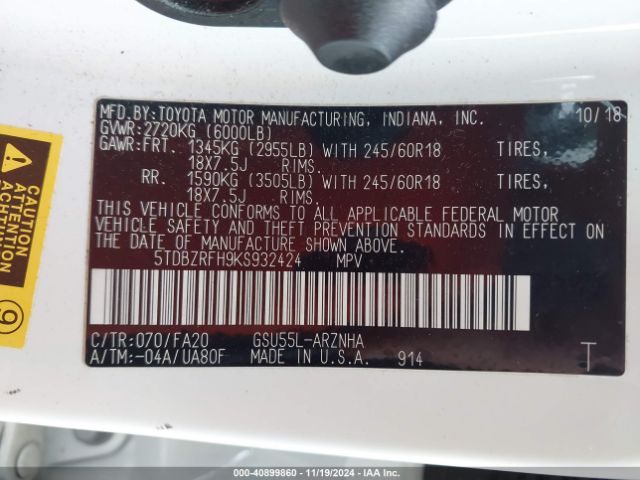 MFD.BY:TOYOTA MOTOR MANUFACTURING, INDIANA, INC. 10/18
GVWR:2720KG (6000LB)
GAWR:FRT. 1345KG (2955LB) WITH 245/60R18 TIRES,
18X7.5J RIMS.
RR. 1590KG (3505LB) WITH 245/60R18 TIRES,
18X7.5J RIMS.
THIS VEHICLE CONFORMS TO ALL APPLICABLE FEDERAL MOTOR
VEHICLE SAFETY AND THEFT PREVENTION STANDARDS IN EFFECT ON
THE DATE OF MANUFACTURE SHOWN ABOVE.
5TDBZRFH9KS932424 MPV
C/TR:070/FA20 GSU55L-ARZNHA
A/TM:-04A/UA80F MADE IN U.S.A. 914 T
CAUTION
ACHTUNG
ATTENTION
9
000-40899860 | 11/19/2024 - IAA Inc.